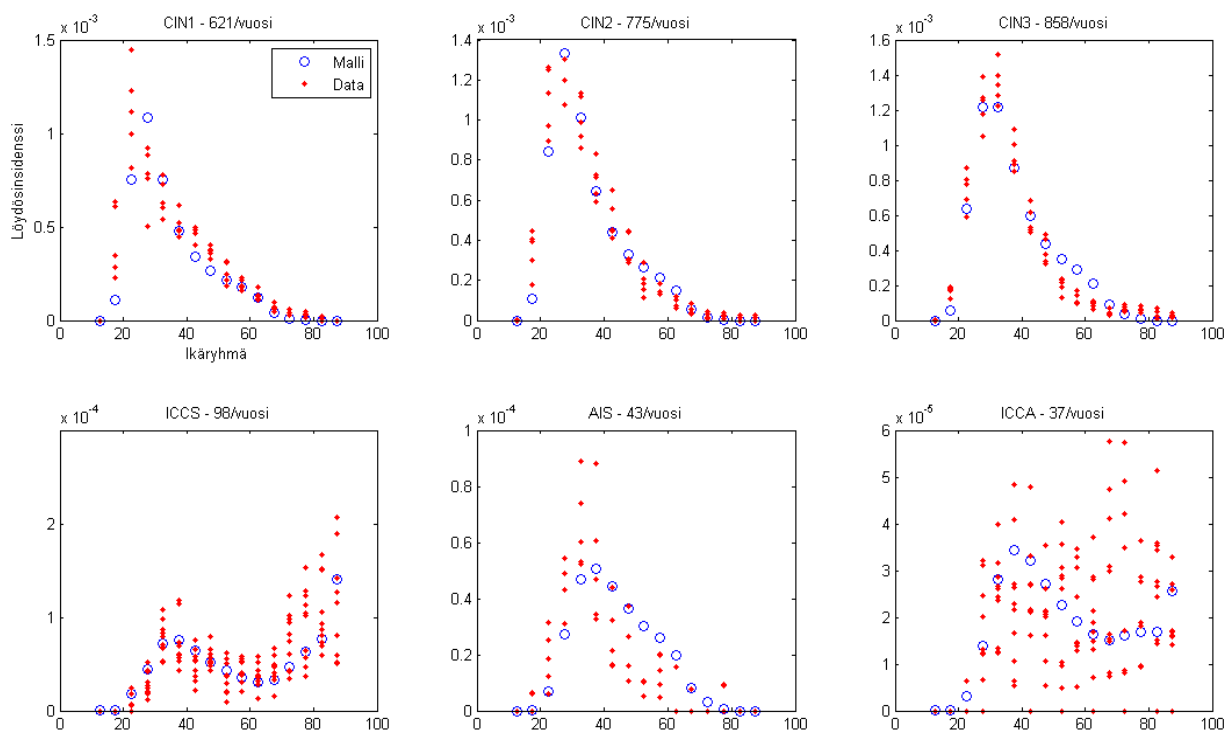 CIN1 - 621/vuosi
CIN2 - 775/vuosi
CIN3 - 858/vuosi
x 10⁻³
x 10⁻³
1.5
1
0.5
0
Löydösinsidenssi
Malli
Data
0 20 40 60 80 100
Ikäryhmä
1.4
1.2
1
0.8
0.6
0.4
0.2
0
0 20 40 60 80 100
x 10⁻³
1.6
1.4
1.2
1
0.8
0.6
0.4
0.2
0
0 20 40 60 80 100
ICCS - 98/vuosi
AIS - 43/vuosi
ICCA - 37/vuosi
x 10⁻⁴
4
2
0
0 20 40 60 80 100
x 10⁻⁴
0.1
0.08
0.06
0.04
0.02
0
0 20 40 60 80 100
x 10⁻⁵
6
5
4
3
2
1
0
0 20 40 60 80 100